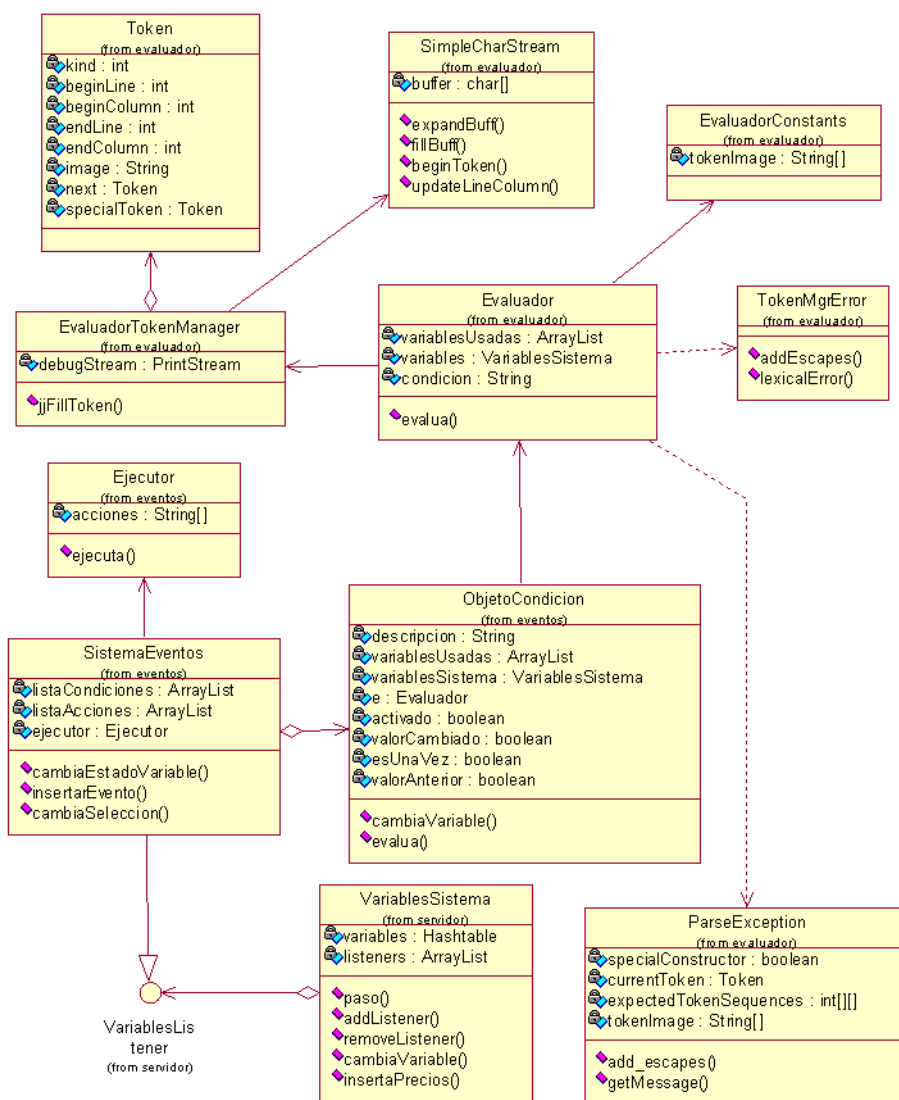 Token
(from evaluador)
kind : int
beginLine : int
beginColumn : int
endLine : int
endColumn : int
image : String
next : Token
specialToken : Token
SimpleCharStream
(from evaluador)
buffer : char[]
expandBuff()
fillBuff()
beginToken()
updateLineColumn()
EvaluadorConstants
(from evaluador)
tokenImage : String[]
EvaluadorTokenManager
(from evaluador)
debugStream : PrintStream
jjFillToken()
Evaluador
(from evaluador)
variablesUsadas : ArrayList
variables : VariablesSistema
condicion : String
evalua()
TokenMgrError
(from evaluador)
addEscapes()
lexicalError()
Ejecutor
(from eventos)
acciones : String[]
ejecuta()
SistemaEventos
(from eventos)
listaCondiciones : ArrayList
listaAcciones : ArrayList
ejecutor : Ejecutor
cambiaEstadoVariable()
insertarEvento()
cambiaSeleccion()
ObjetoCondicion
(from eventos)
descripcion : String
variablesUsadas : ArrayList
variablesSistema : VariablesSistema
e : Evaluador
activado : boolean
valorCambiado : boolean
esUnaVez : boolean
valorAnterior : boolean
cambiaVariable()
evalua()
VariablesLis
tener
(from servidor)
VariablesSistema
(from servidor)
variables : Hashtable
listeners : ArrayList
paso()
addListener()
removeListener()
cambiaVariable()
insertaPrecios()
ParseException
(from evaluador)
specialConstructor : boolean
currentToken : Token
expectedTokenSequences : int[][]
tokenImage : String[]
add_escapes()
getMessage()